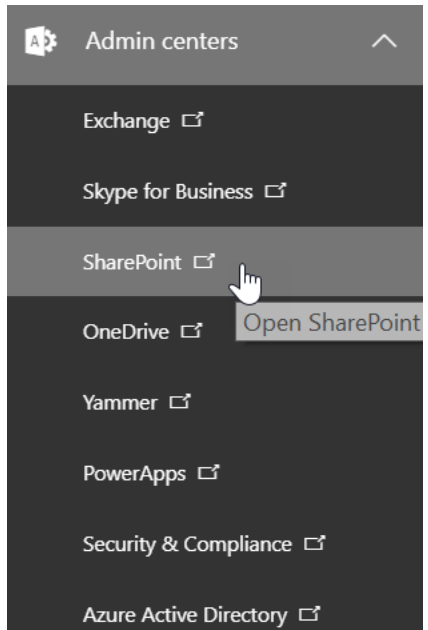 Admin centers
Exchange
Skype for Business
SharePoint
Open SharePoint
OneDrive
Yammer
PowerApps
Security & Compliance
Azure Active Directory